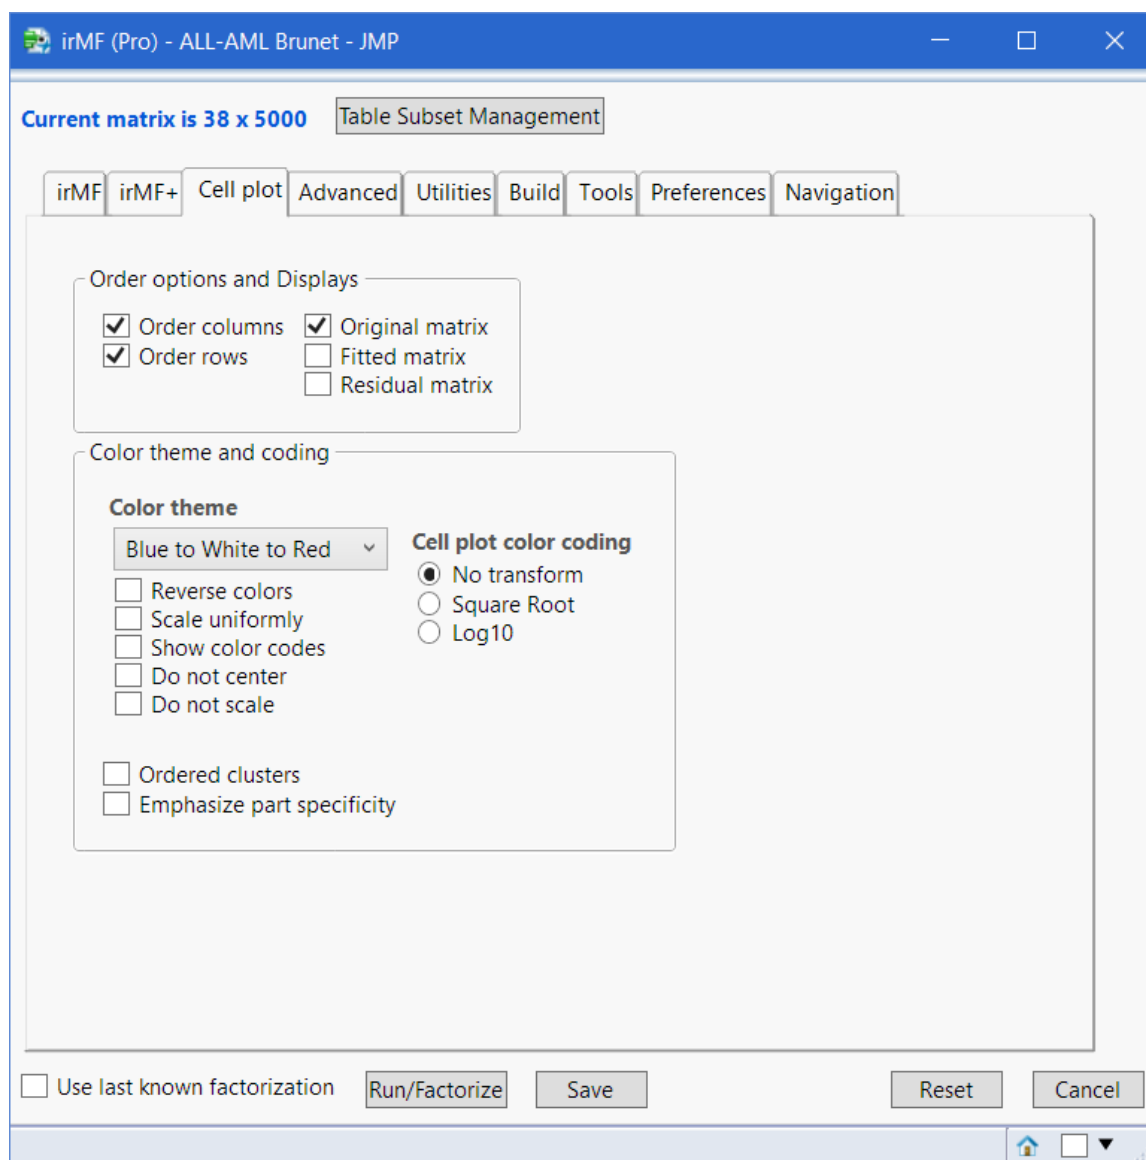 irMF (Pro) - ALL-AML Brunet - JMP
Current matrix is 38 x 5000 Table Subset Management
irMF irMF+ Cell plot Advanced Utilities Build Tools Preferences Navigation
Order options and Displays
Order columns Original matrix
Order rows Fitted matrix
Residual matrix
Color theme and coding
Color theme
Blue to White to Red
Reverse colors
Scale uniformly
Show color codes
Do not center
Do not scale
Cell plot color coding
No transform
Square Root
Log10
Ordered clusters
Emphasize part specificity
Use last known factorization Run/Factorize Save Reset Cancel